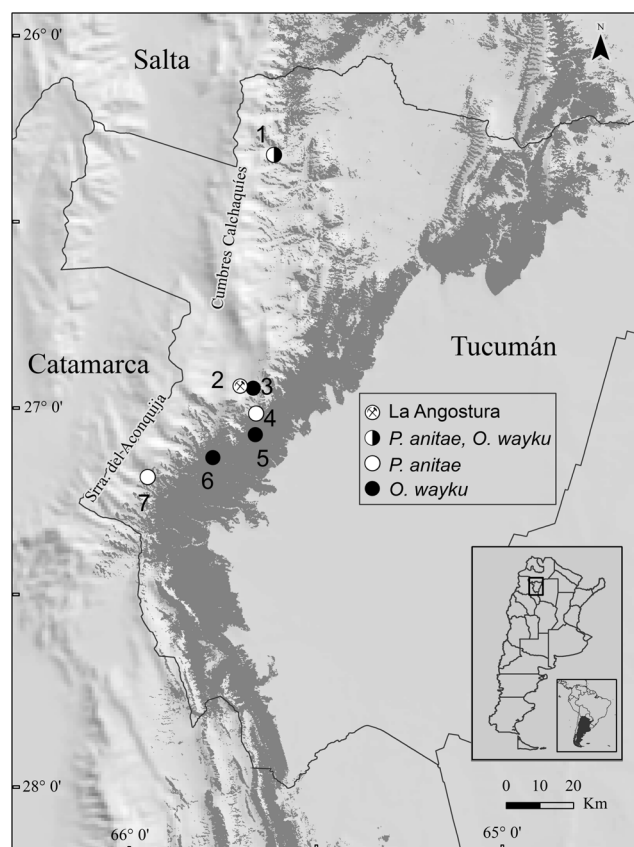 26° 0'
N
Salta
1
Cumbres Calchaquíes
Catamarca
Tucumán
2
3
27° 0'
4
La Angostura
P. anitae, O. wayku
P. anitae
O. wayku
5
6
7
Srra. del Aconquija
28° 0'
0 10 20
Km
66° 0'
65° 0'